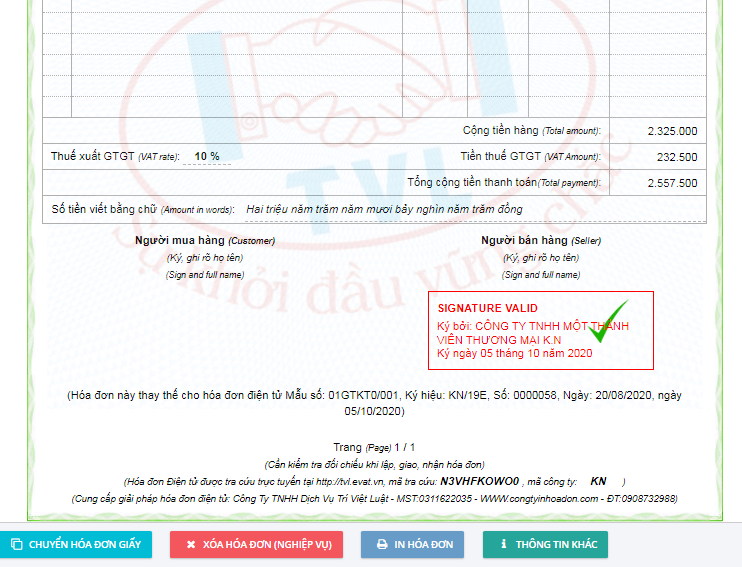 Cộng tiền hàng (Total amount): 2.325.000
Thuế xuất GTGT (VAT rate): 10 % Tiền thuế GTGT (VAT Amount): 232.500
Tổng cộng tiền thanh toán(Total payment): 2.557.500
Số tiền viết bằng chữ (Amount in words): Hai triệu năm trăm năm mươi bảy nghìn năm trăm đồng
TVL
Sự khởi đầu vững chắc
Người mua hàng (Customer) Người bán hàng (Seller)
(Ký, ghi rõ họ tên) (Ký, ghi rõ họ tên)
(Sign and full name) (Sign and full name)
SIGNATURE VALID
Ký bởi: CÔNG TY TNHH MỘT THÀNH
VIÊN THƯƠNG MẠI K.N
Ký ngày 05 tháng 10 năm 2020
(Hóa đơn này thay thế cho hóa đơn điện tử Mẫu số: 01GTKT0/001, Ký hiệu: KN/19E, Số: 0000058, Ngày: 20/08/2020, ngày
05/10/2020)
Trang (Page) 1 / 1
(Cần kiểm tra đối chiếu khi lập, giao, nhận hóa đơn)
(Hóa đơn Điện tử được tra cứu trực tuyến tại http://tvl.evat.vn, mã tra cứu: N3VHFKOWO0 , mã công ty: KN )
(Cung cấp giải pháp hóa đơn điện tử: Công Ty TNHH Dịch Vụ Trí Việt Luật - MST:0311622035 - WWW.congtyinhoadon.com - ĐT:0908732988)
CHUYỂN HÓA ĐƠN GIẤY XÓA HÓA ĐƠN (NGHIỆP VỤ) IN HÓA ĐƠN THÔNG TIN KHÁC